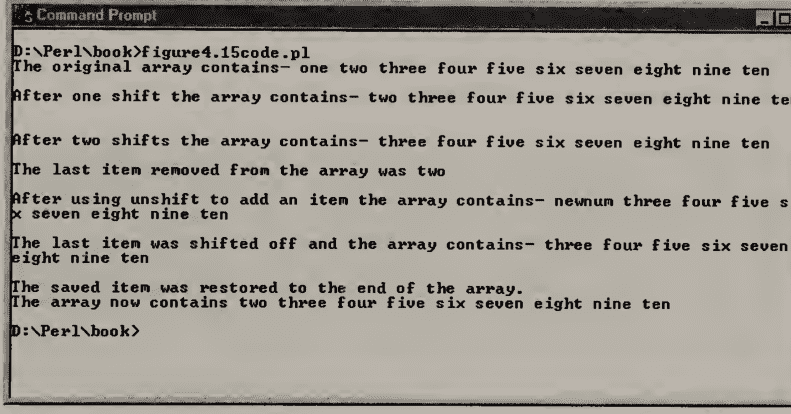 Command Prompt
D:\Perl\book>figure4.15code.pl
The original array contains- one two three four five six seven eight nine ten
After one shift the array contains- two three four five six seven eight nine te
After two shifts the array contains- three four five six seven eight nine ten
The last item removed from the array was two
After using unshift to add an item the array contains- newnum three four five s
x seven eight nine ten
The last item was shifted off and the array contains- three four five six seven
eight nine ten
The saved item was restored to the end of the array.
The array now contains two three four five six seven eight nine ten
D:\Perl\book>